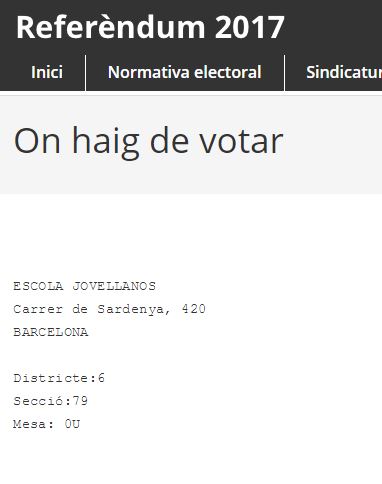 Referèndum 2017
Inici Normativa electoral Sindicatur
On haig de votar
ESCOLA JOVELLANOS
Carrer de Sardenya, 420
BARCELONA
Districte:6
Secció:79
Mesa: 0U